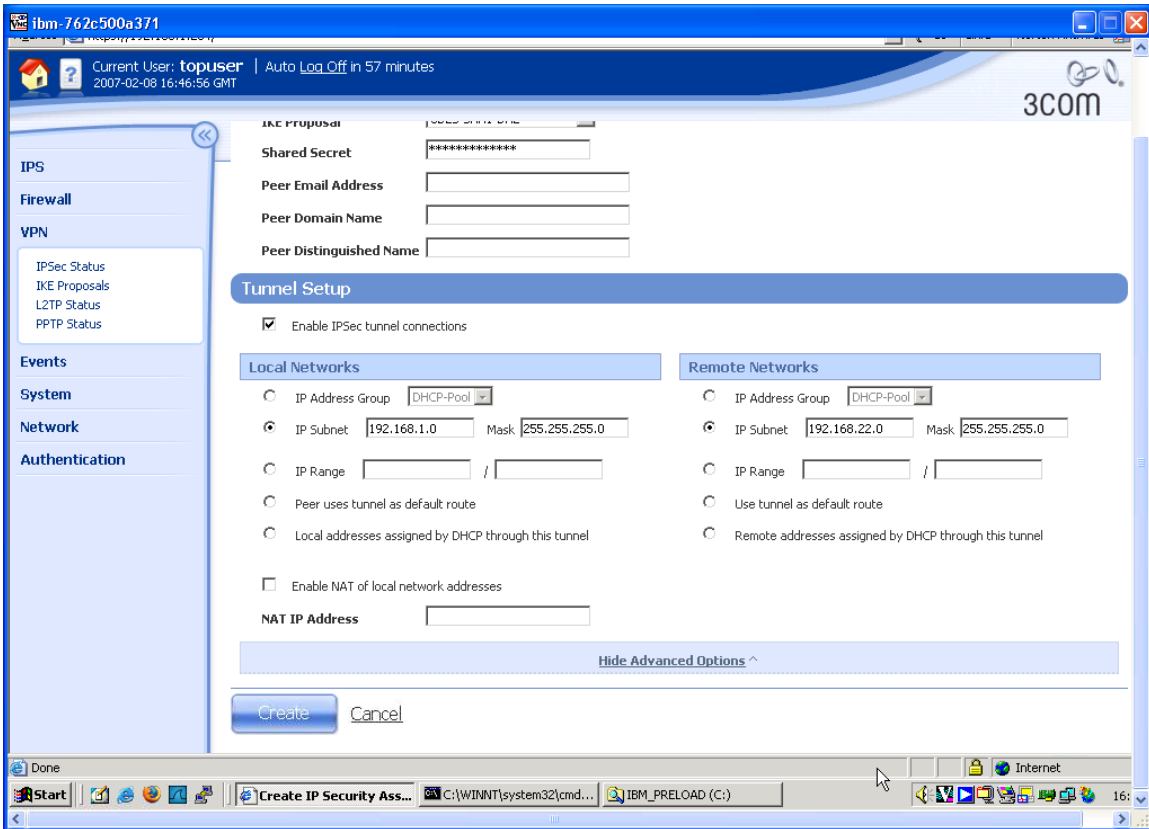 ibm-762c500a371
Current User: topuser | Auto Log Off in 57 minutes
2007-02-08 16:46:56 GMT
3COM
IPS
Firewall
VPN
IPSec Status
IKE Proposals
L2TP Status
PPTP Status
Events
System
Network
Authentication
IKE Proposal
Shared Secret *************
Peer Email Address
Peer Domain Name
Peer Distinguished Name
Tunnel Setup
Enable IPSec tunnel connections
Local Networks
IP Address Group DHCP-Pool
IP Subnet 192.168.1.0 Mask 255.255.255.0
IP Range /
Peer uses tunnel as default route
Local addresses assigned by DHCP through this tunnel
Remote Networks
IP Address Group DHCP-Pool
IP Subnet 192.168.22.0 Mask 255.255.255.0
IP Range /
Use tunnel as default route
Remote addresses assigned by DHCP through this tunnel
Enable NAT of local network addresses
NAT IP Address
Hide Advanced Options ^
Create Cancel
Done
Internet
Start
Create IP Security Ass...
C:\WINNT\system32\cmd...
IBM_PRELOAD (C:)
16: